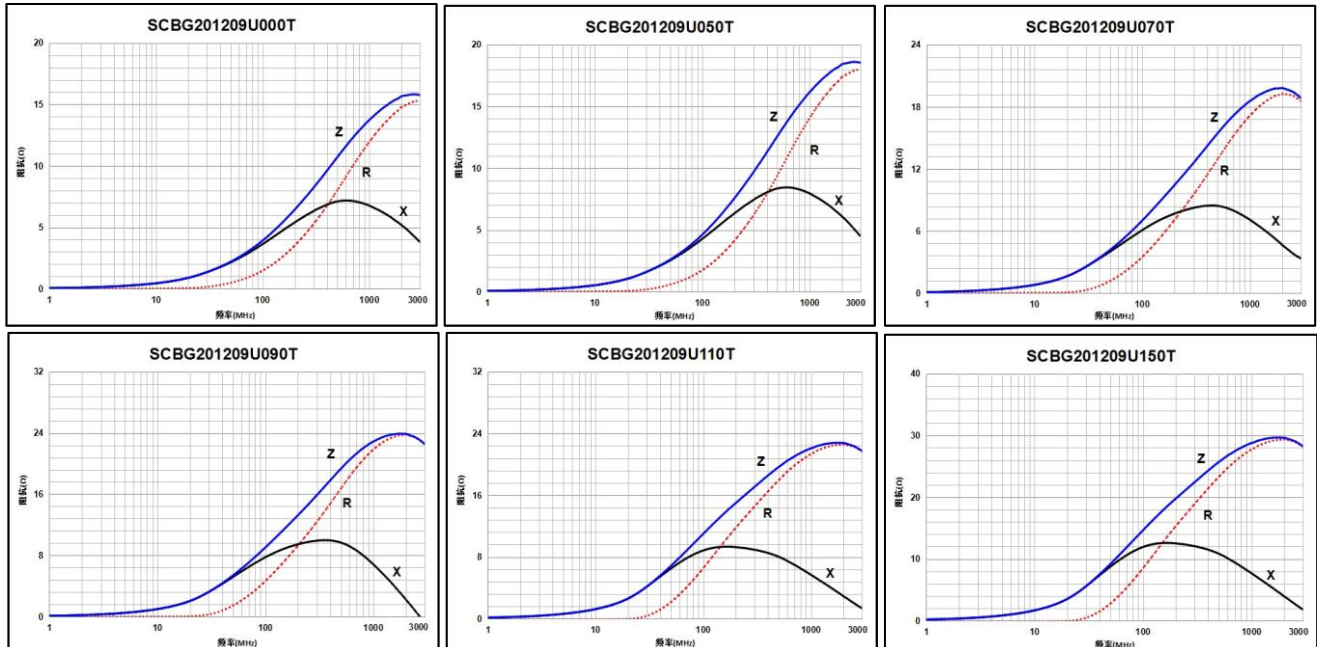 SCBG201209U000T
20
15
10
5
0
阻抗(Ω)
Z
R
X
1
10
100
1000
3000
频率(MHz)
SCBG201209U050T
20
15
10
5
0
阻抗(Ω)
Z
R
X
1
10
100
1000
3000
频率(MHz)
SCBG201209U070T
24
18
12
6
0
阻抗(Ω)
Z
R
X
1
10
100
1000
3000
频率(MHz)
SCBG201209U090T
32
24
16
8
0
阻抗(Ω)
Z
R
X
1
10
100
1000
3000
频率(MHz)
SCBG201209U110T
32
24
16
8
0
阻抗(Ω)
Z
R
X
1
10
100
1000
3000
频率(MHz)
SCBG201209U150T
40
30
20
10
0
阻抗(Ω)
Z
R
X
1
10
100
1000
3000
频率(MHz)